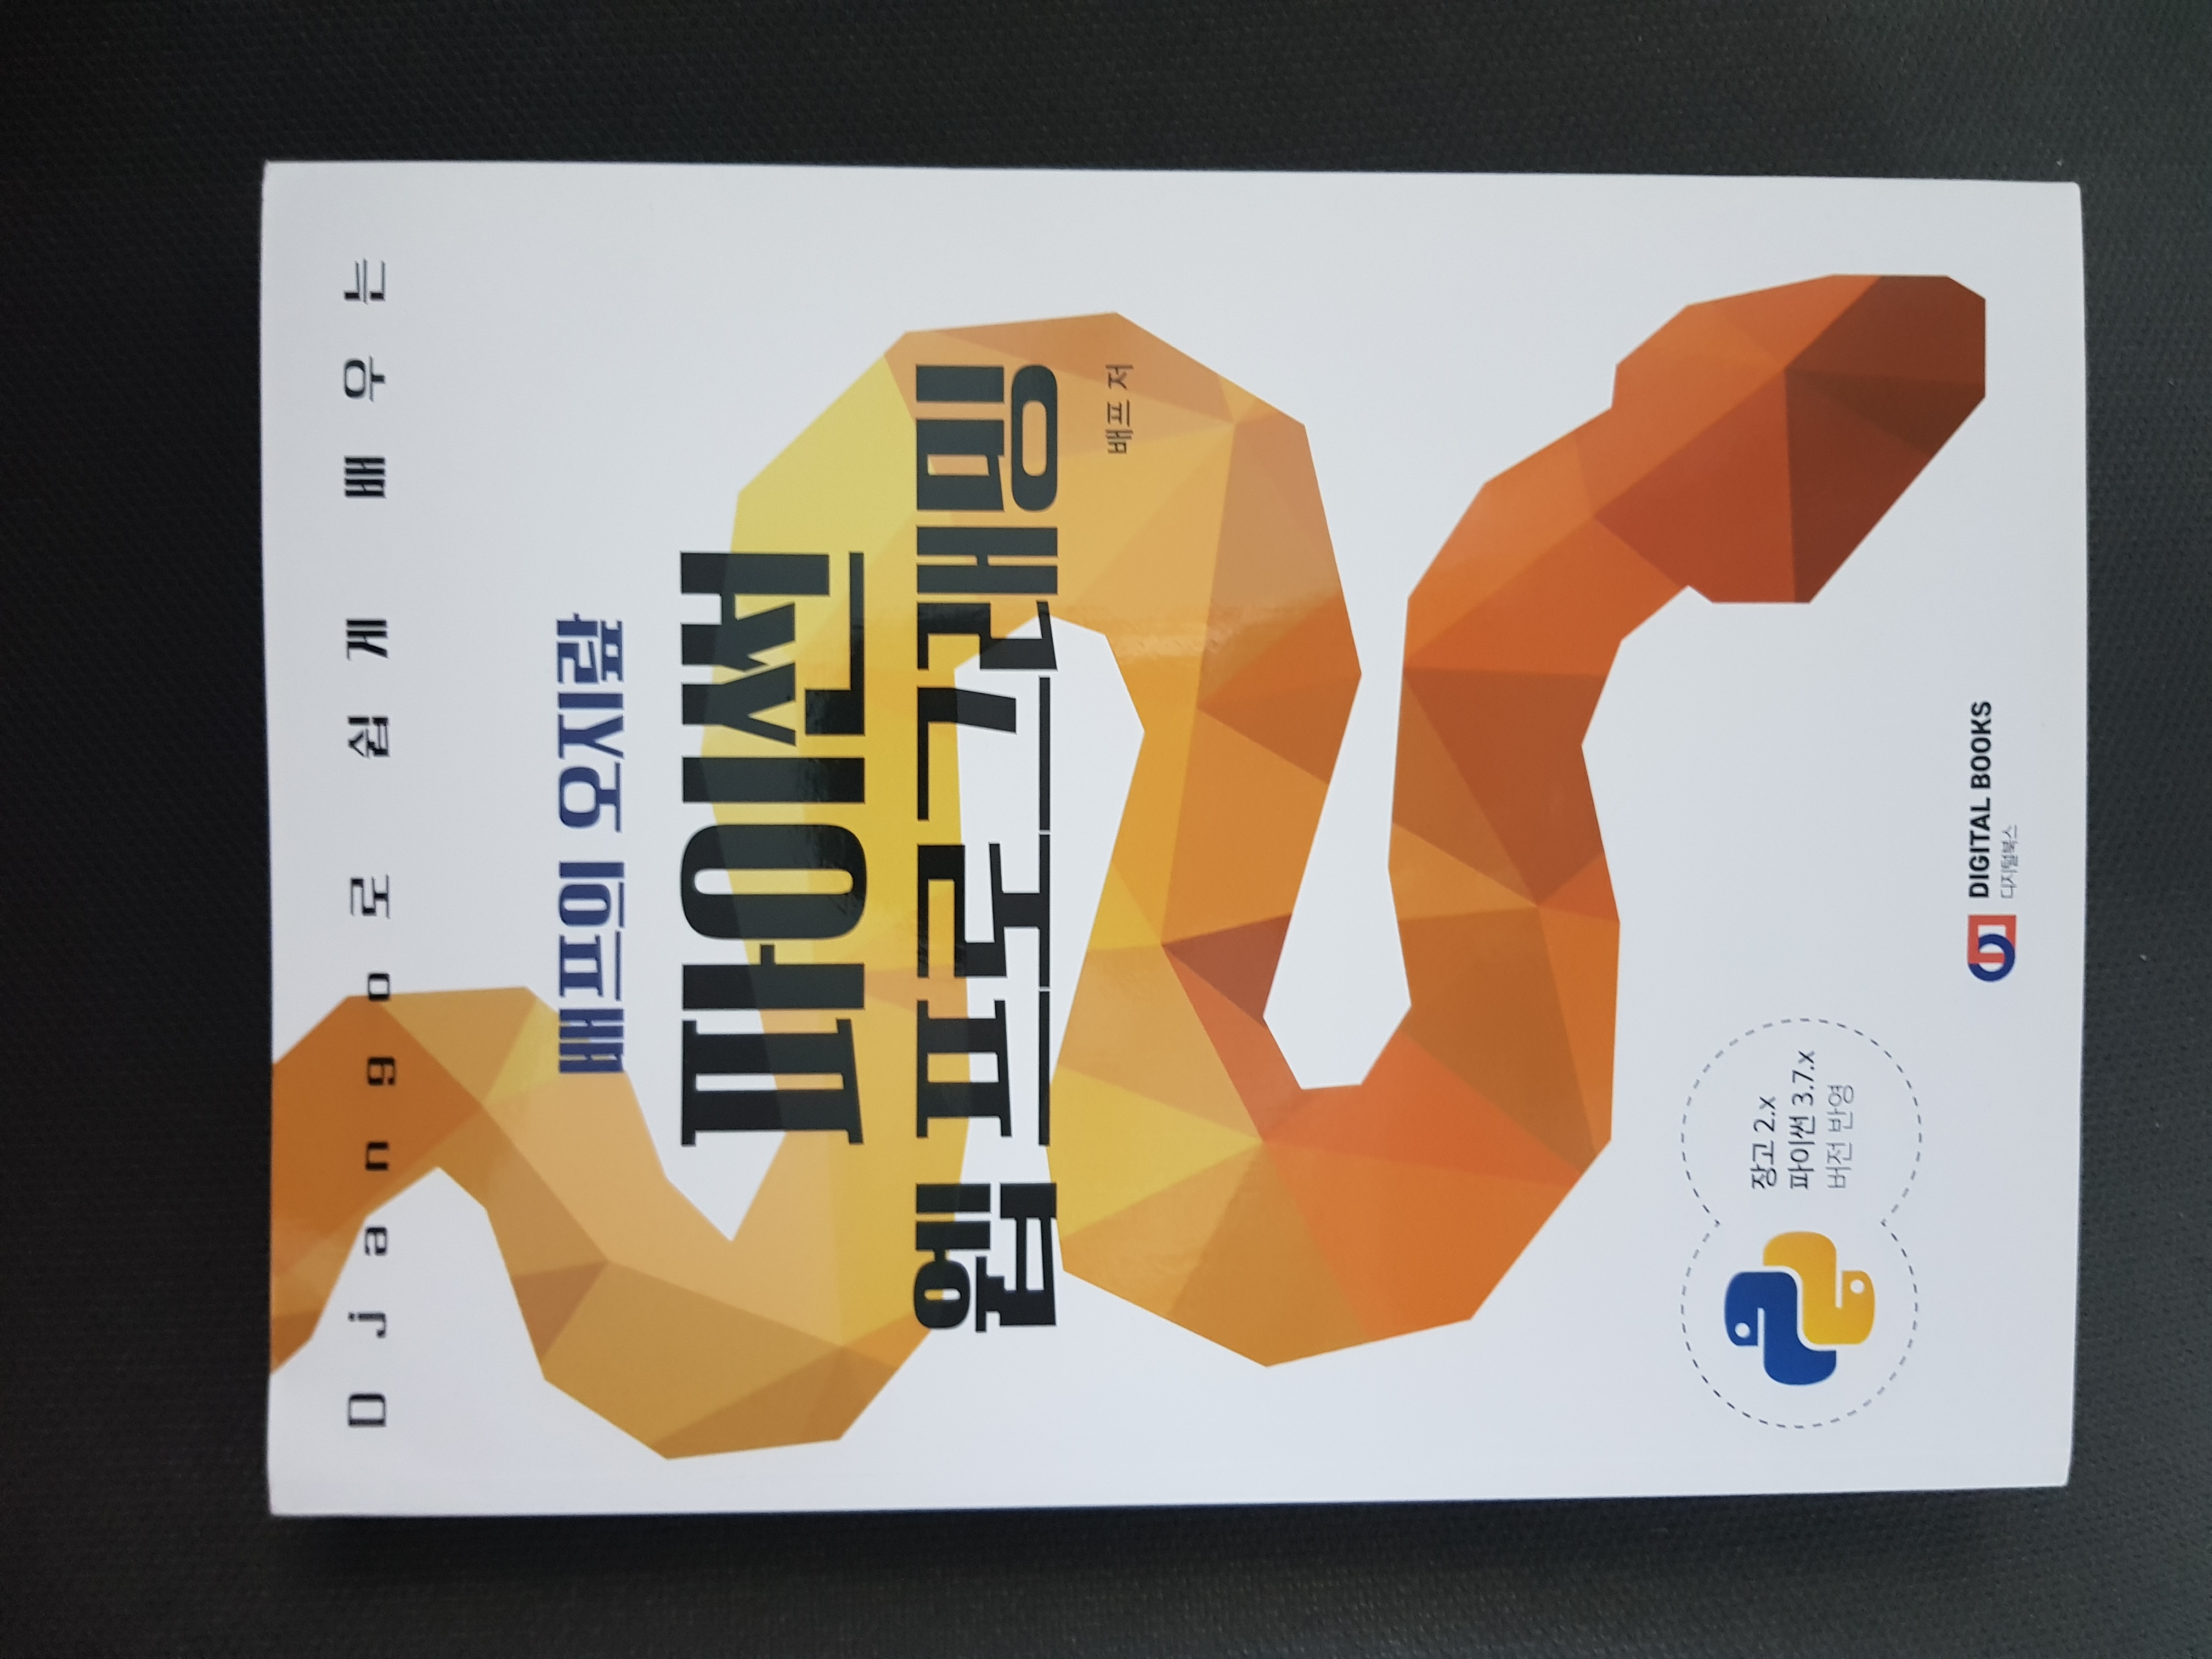 Django로 쉽게 배우는
배프의 오지랖
파이썬
웹 프로그래밍
배프 저
장고 2.x
파이썬 3.7.x
버전 반영
DIGITAL BOOKS
디지털북스